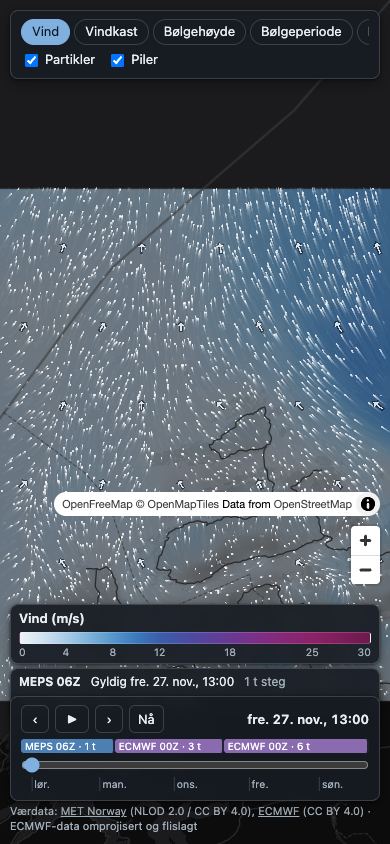 Vind Vindkast Bølgehøyde Bølgeperiode
Partikler Piler
OpenFreeMap © OpenMapTiles Data from OpenStreetMap
+
−
Vind (m/s)
0 4 8 12 18 25 30
MEPS 06Z Gyldig fre. 27. nov., 13:00 1 t steg
‹ ▶ › Nå fre. 27. nov., 13:00
MEPS 06Z · 1 t ECMWF 00Z · 3 t ECMWF 00Z · 6 t
lør. man. ons. fre. søn.
Værdata: MET Norway (NLOD 2.0 / CC BY 4.0), ECMWF (CC BY 4.0) ·
ECMWF-data omprojisert og flislagt